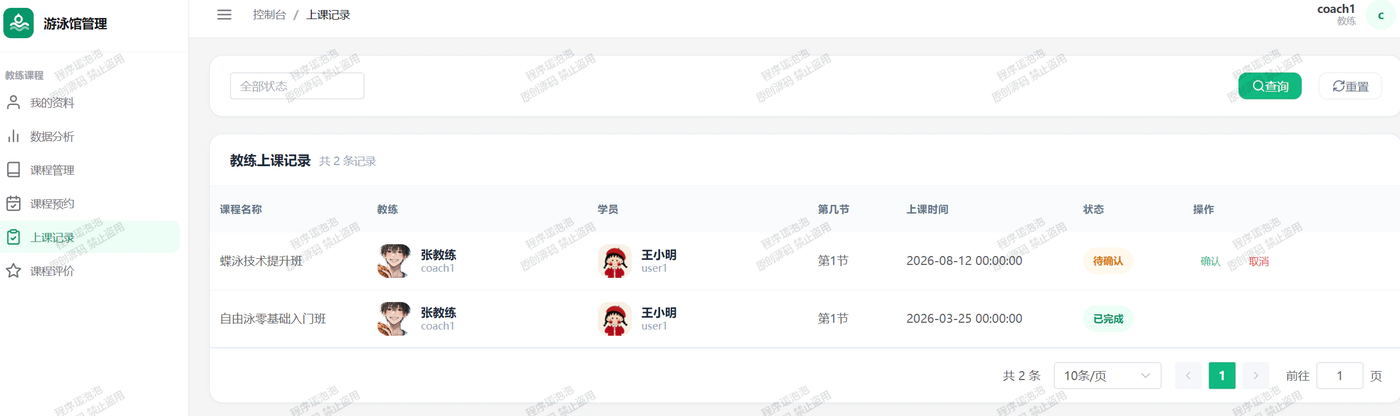 游泳馆管理
控制台 / 上课记录
coach1
教练
c
教练课程
我的资料
数据分析
课程管理
课程预约
上课记录
课程评价
全部状态
查询
重置
教练上课记录 共 2 条记录
课程名称 教练 学员 第几节 上课时间 状态 操作
蝶泳技术提升班 张教练 coach1 王小明 user1 第1节 2026-08-12 00:00:00 待确认 确认 取消
自由泳零基础入门班 张教练 coach1 王小明 user1 第1节 2026-03-25 00:00:00 已完成
共 2 条 10条/页 1 前往 1 页
程序诺泡泡
原创源码 禁止盗用